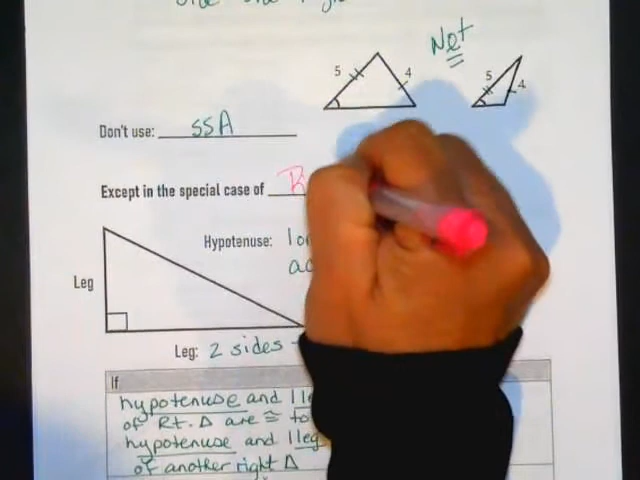 Not
5 4
5 4
Don't use: SSA
Except in the special case of
Hypotenuse:
Leg
Leg: 2 sides
If
hypotenuse and 1
of Rt. Δ are ≅ to
hypotenuse and 1 leg
of another right Δ